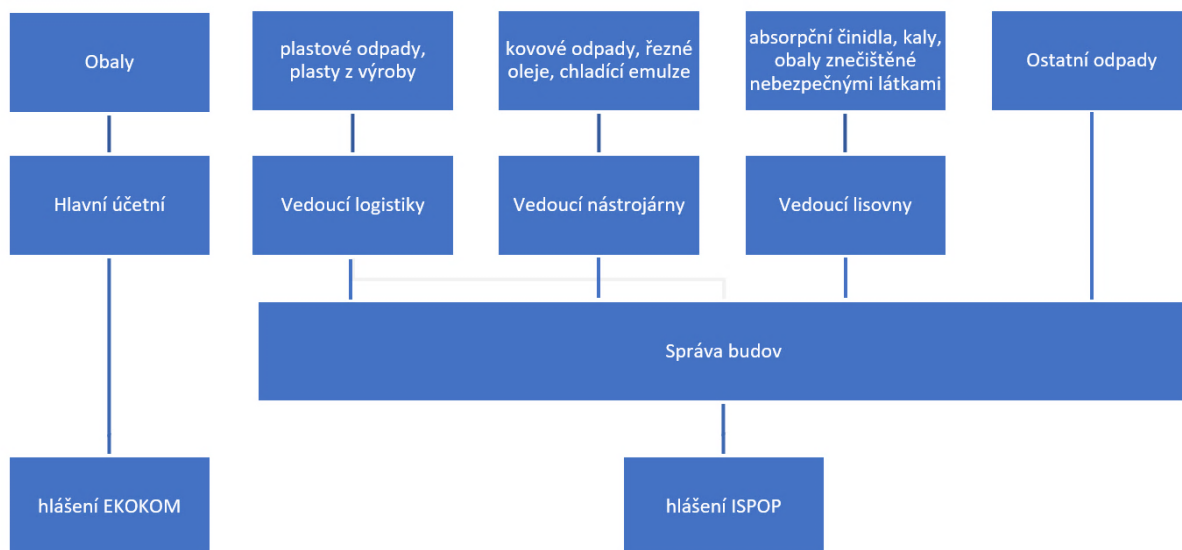 Obaly
plastové odpady,
plasty z výroby
kovové odpady, řezné
oleje, chladící emulze
absorpční činidla, kaly,
obaly znečištěné
nebezpečnými látkami
Ostatní odpady
Hlavní účetní
Vedoucí logistiky
Vedoucí nástrojárny
Vedoucí lisovny
Správa budov
hlášení EKOKOM
hlášení ISPOP